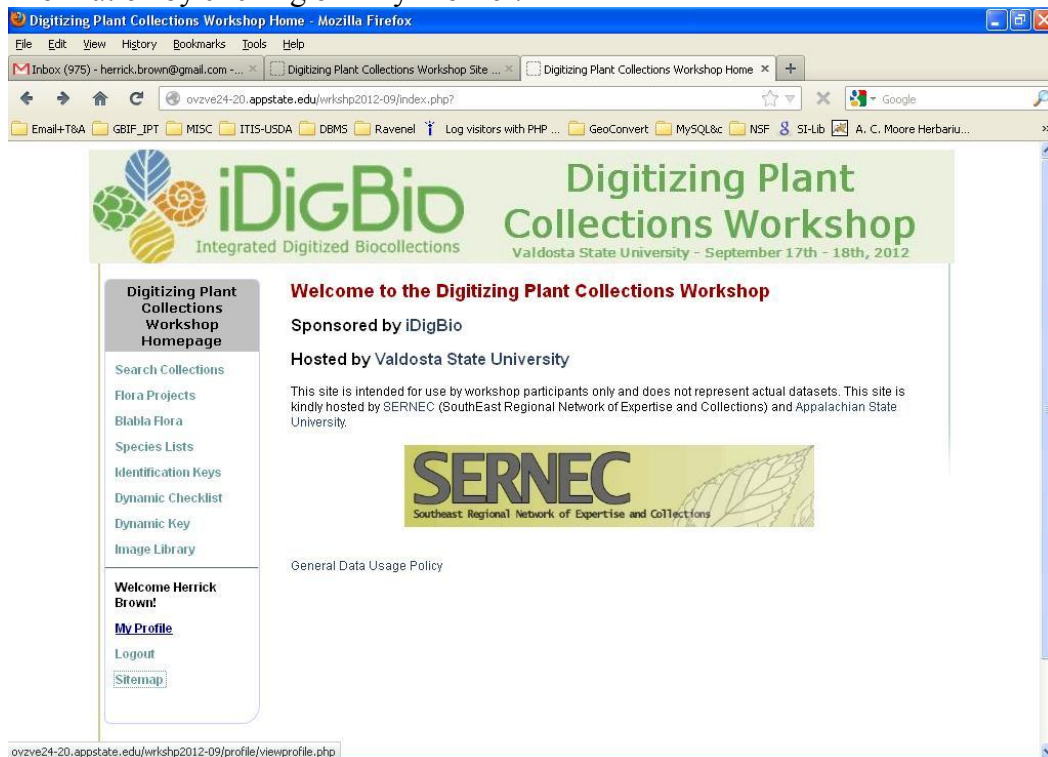 Digitizing Plant Collections Workshop Home - Mozilla Firefox
File Edit View History Bookmarks Tools Help
Inbox (975) - herrick.brown@gmail.com -... × Digitizing Plant Collections Workshop Site ... × Digitizing Plant Collections Workshop Home × +
ovzve24-20.appstate.edu/wrkshp2012-09/index.php? Google
Email+T&A GBIF_IPT MISC ITIS-USDA DBMS Ravenel Log visitors with PHP ... GeoConvert MySQL&c NSF SI-Lib A. C. Moore Herbariu... »
iDigBio
Integrated Digitized Biocollections
Digitizing Plant
Collections Workshop
Valdosta State University - September 17th - 18th, 2012
Digitizing Plant
Collections
Workshop
Homepage
Search Collections
Flora Projects
Blabla Flora
Species Lists
Identification Keys
Dynamic Checklist
Dynamic Key
Image Library
Welcome Herrick
Brown!
My Profile
Logout
Sitemap
Welcome to the Digitizing Plant Collections Workshop
Sponsored by iDigBio
Hosted by Valdosta State University
This site is intended for use by workshop participants only and does not represent actual datasets. This site is
kindly hosted by SERNEC (SouthEast Regional Network of Expertise and Collections) and Appalachian State
University.
SERNEC
Southeast Regional Network of Expertise and Collections
General Data Usage Policy
ovzve24-20.appstate.edu/wrkshp2012-09/profile/viewprofile.php